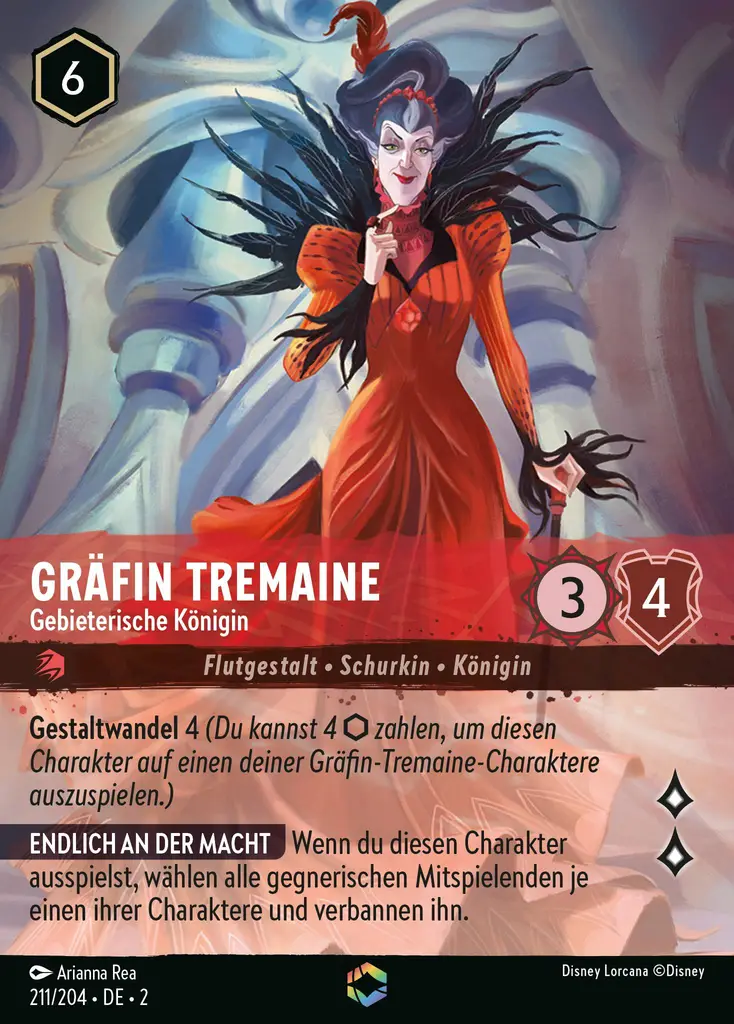 6
GRÄFIN TREMAINE
Gebieterische Königin
3
4
Flutgestalt • Schurkin • Königin
Gestaltwandel 4 (Du kannst 4 ⬡ zahlen, um diesen
Charakter auf einen deiner Gräfin-Tremaine-Charaktere
auszuspielen.)
ENDLICH AN DER MACHT Wenn du diesen Charakter
ausspielst, wählen alle gegnerischen Mitspielenden je
einen ihrer Charaktere und verbannen ihn.
Arianna Rea
Disney Lorcana ©Disney
211/204 • DE • 2